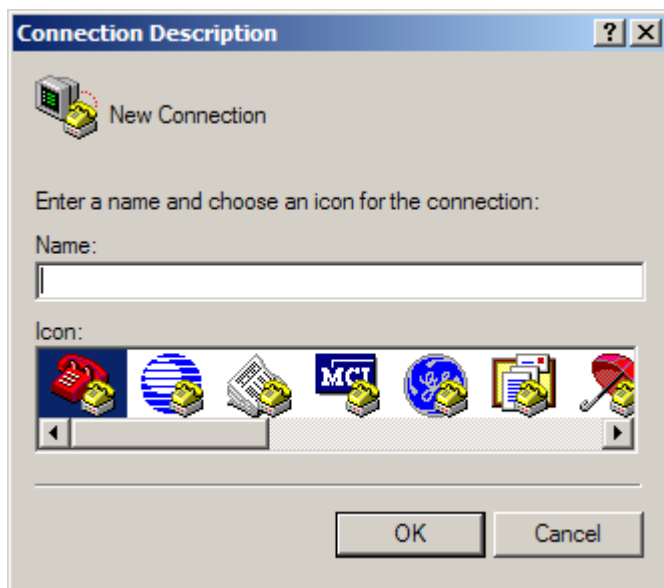 Connection Description
New Connection
Enter a name and choose an icon for the connection:
Name:
Icon:
MCI
OK
Cancel